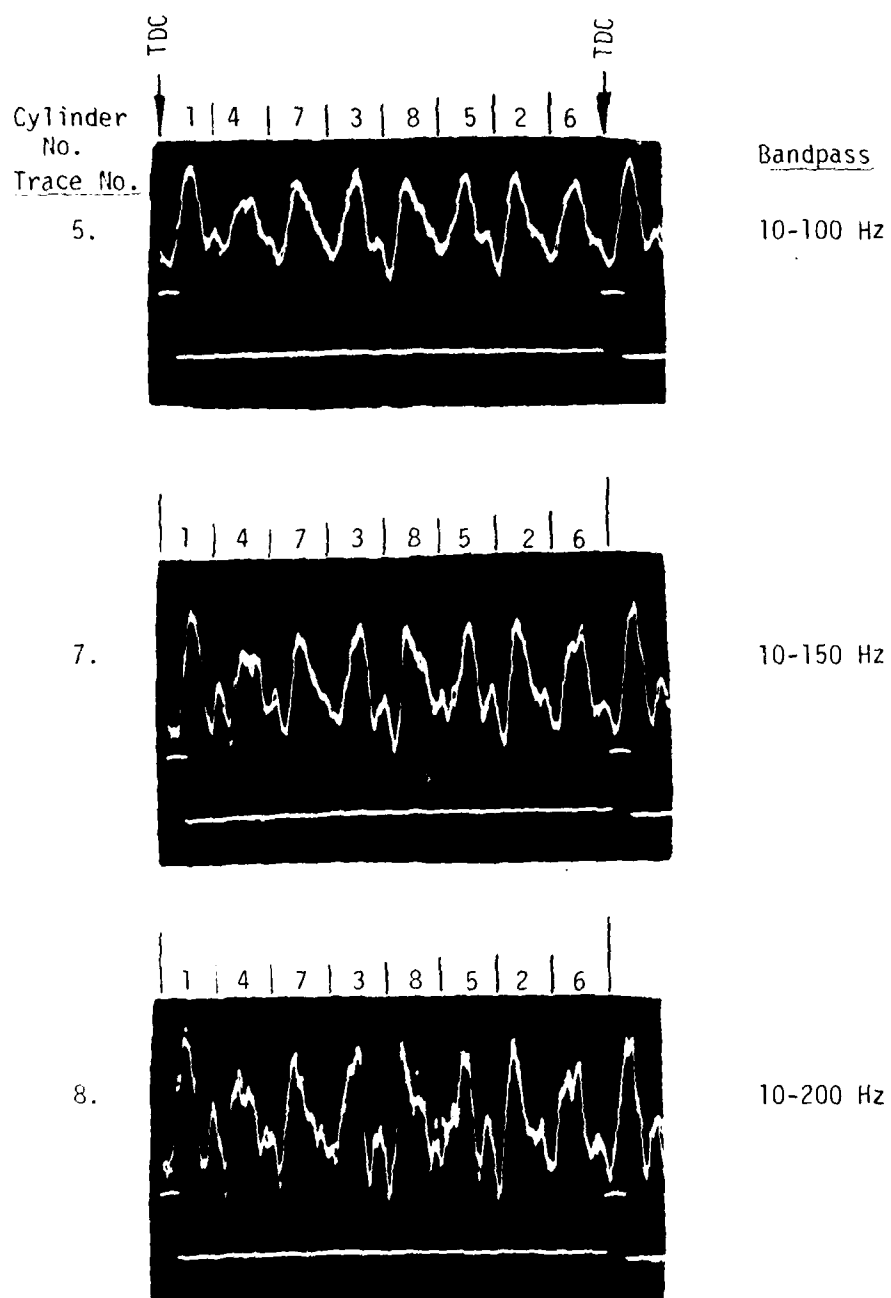 TDC TDC
Cylinder No. 1 | 4 | 7 | 3 | 8 | 5 | 2 | 6
Trace No. Bandpass
5. 10-100 Hz
1 | 4 | 7 | 3 | 8 | 5 | 2 | 6
7. 10-150 Hz
1 | 4 | 7 | 3 | 8 | 5 | 2 | 6
8. 10-200 Hz